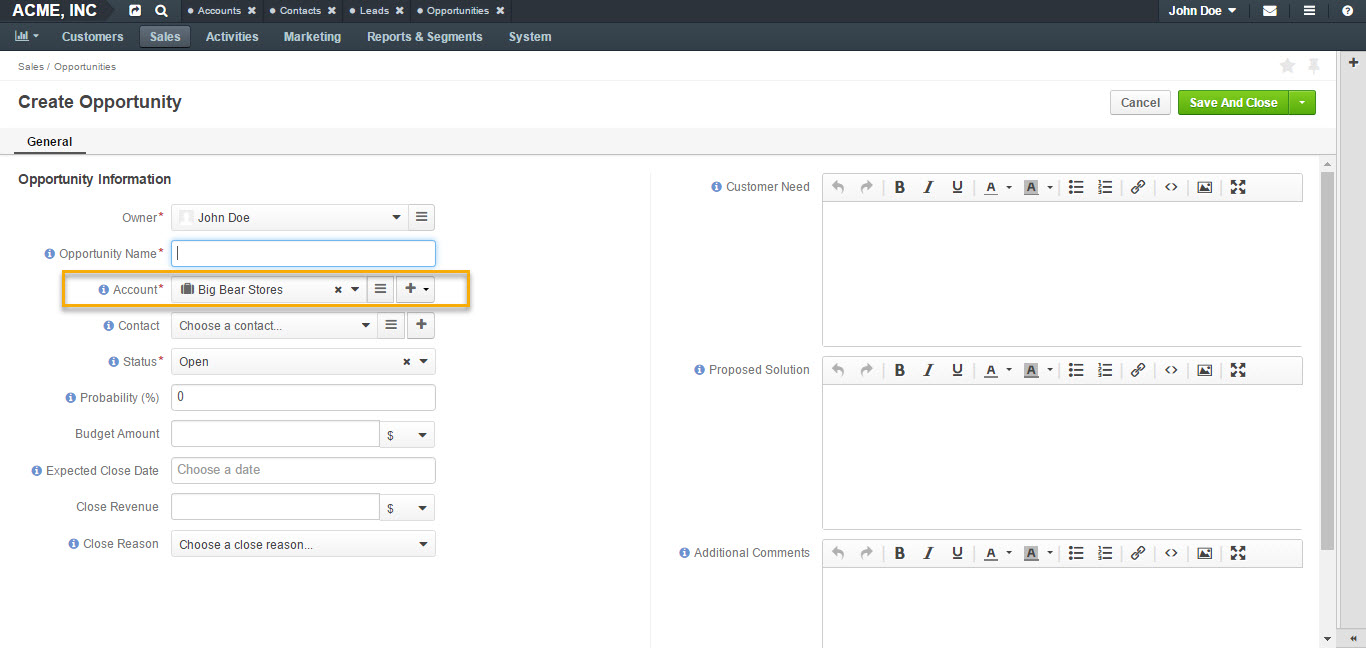 ACME, INC
Accounts ✖ Contacts ✖ Leads ✖ Opportunities ✖
John Doe
Customers Sales Activities Marketing Reports & Segments System
Sales / Opportunities
Create Opportunity
Cancel Save And Close
General
Opportunity Information
Owner* John Doe
Opportunity Name*
Account* Big Bear Stores
Contact Choose a contact...
Status* Open
Probability (%) 0
Budget Amount $
Expected Close Date Choose a date
Close Revenue $
Close Reason Choose a close reason...
Customer Need B I U A A
Proposed Solution B I U A A
Additional Comments B I U A A